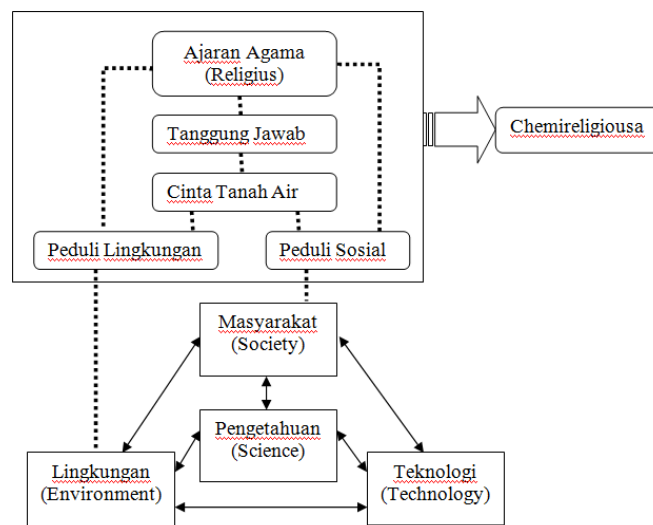 Ajaran Agama
(Religius)
Tanggung Jawab
Chemireligiousa
Cinta Tanah Air
Peduli Lingkungan
Peduli Sosial
Masyarakat
(Society)
Pengetahuan
(Science)
Lingkungan
(Environment)
Teknologi
(Technology)